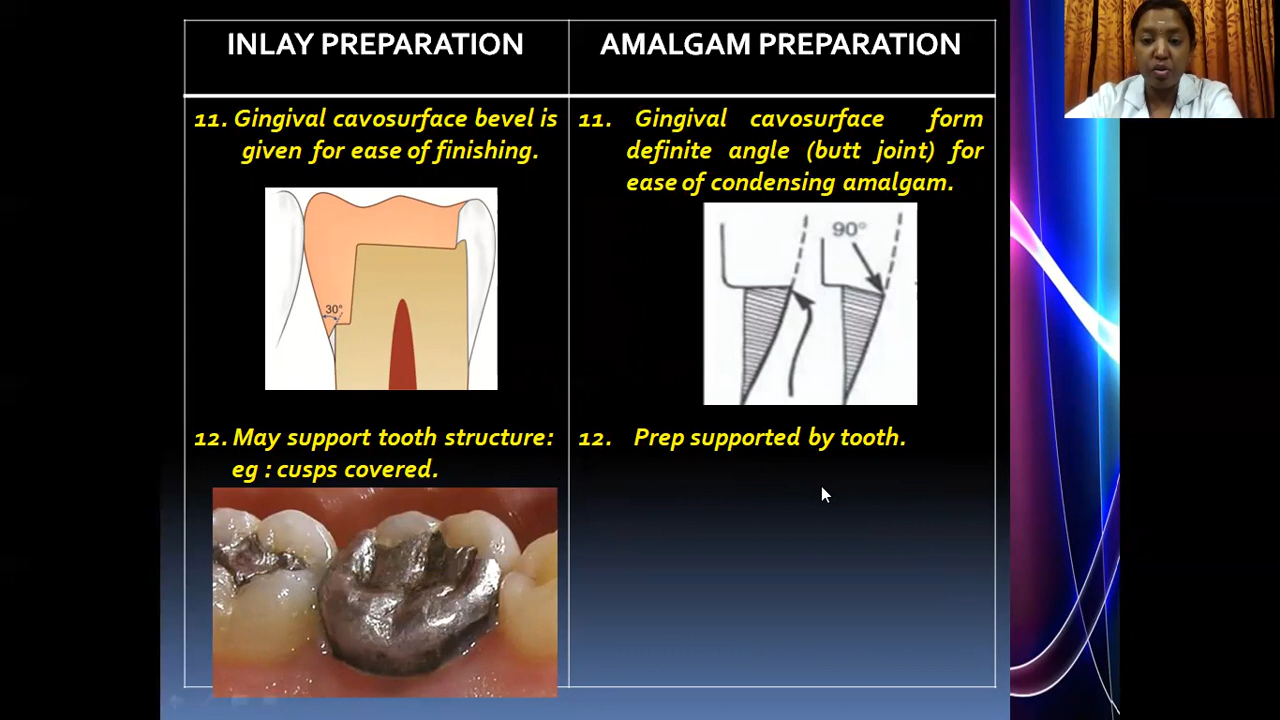 INLAY PREPARATION
AMALGAM PREPARATION
11. Gingival cavosurface bevel is
given for ease of finishing.
30°
11. Gingival cavosurface form
definite angle (butt joint) for
ease of condensing amalgam.
90°
12. May support tooth structure:
eg : cusps covered.
12. Prep supported by tooth.